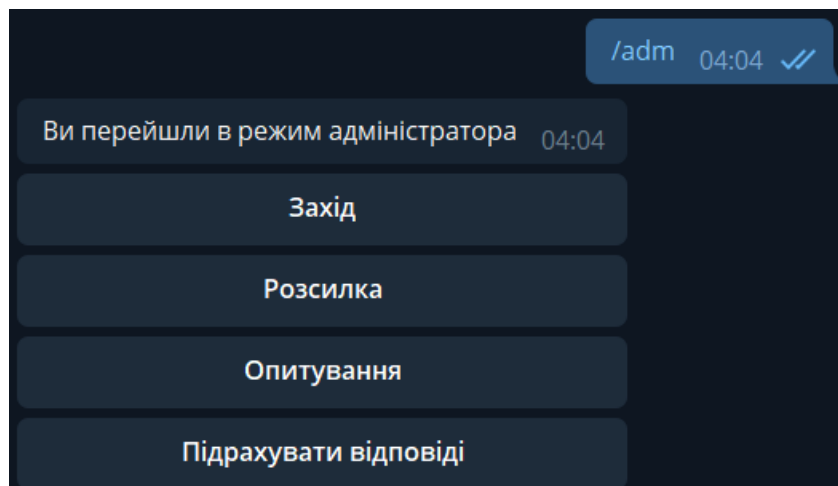 /adm 04:04
Ви перейшли в режим адміністратора 04:04
Захід
Розсилка
Опитування
Підрахувати відповіді